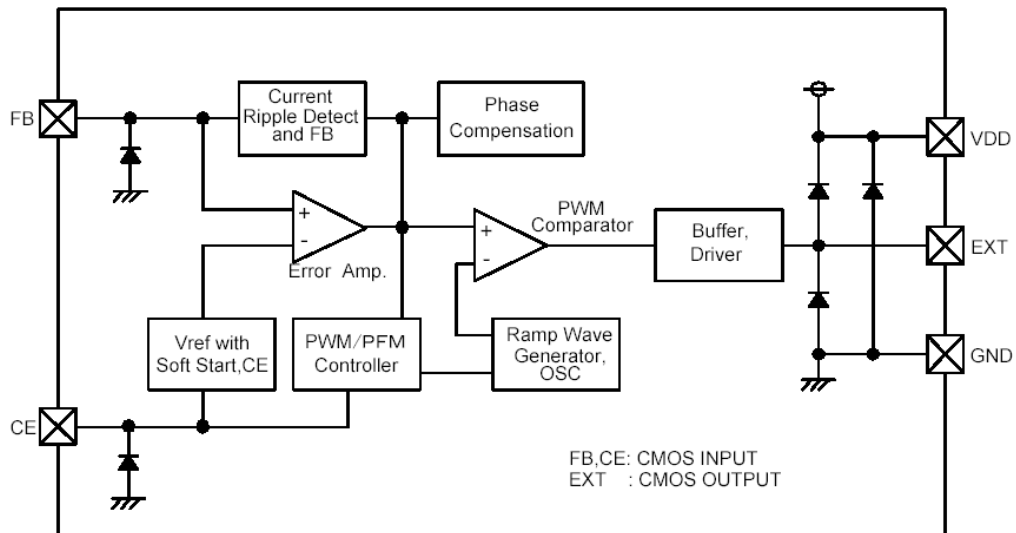 FB
Current
Ripple Detect
and FB
Phase
Compensation
VDD
+
-
Error Amp.
+
-
PWM
Comparator
Buffer,
Driver
EXT
Vref with
Soft Start,CE
PWM/PFM
Controller
Ramp Wave
Generator,
OSC
GND
CE
FB,CE: CMOS INPUT
EXT : CMOS OUTPUT